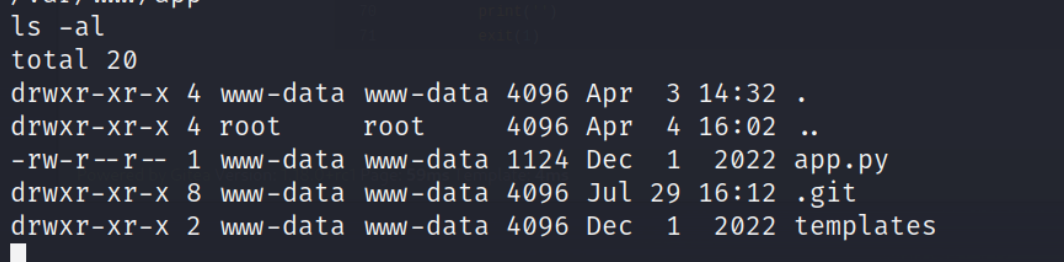 /var/www/app
ls -al
total 20
drwxr-xr-x 4 www-data www-data 4096 Apr  3 14:32 .
drwxr-xr-x 4 root     root     4096 Apr  4 16:02 ..
-rw-r--r-- 1 www-data www-data 1124 Dec  1  2022 app.py
drwxr-xr-x 8 www-data www-data 4096 Jul 29 16:12 .git
drwxr-xr-x 2 www-data www-data 4096 Dec  1  2022 templates